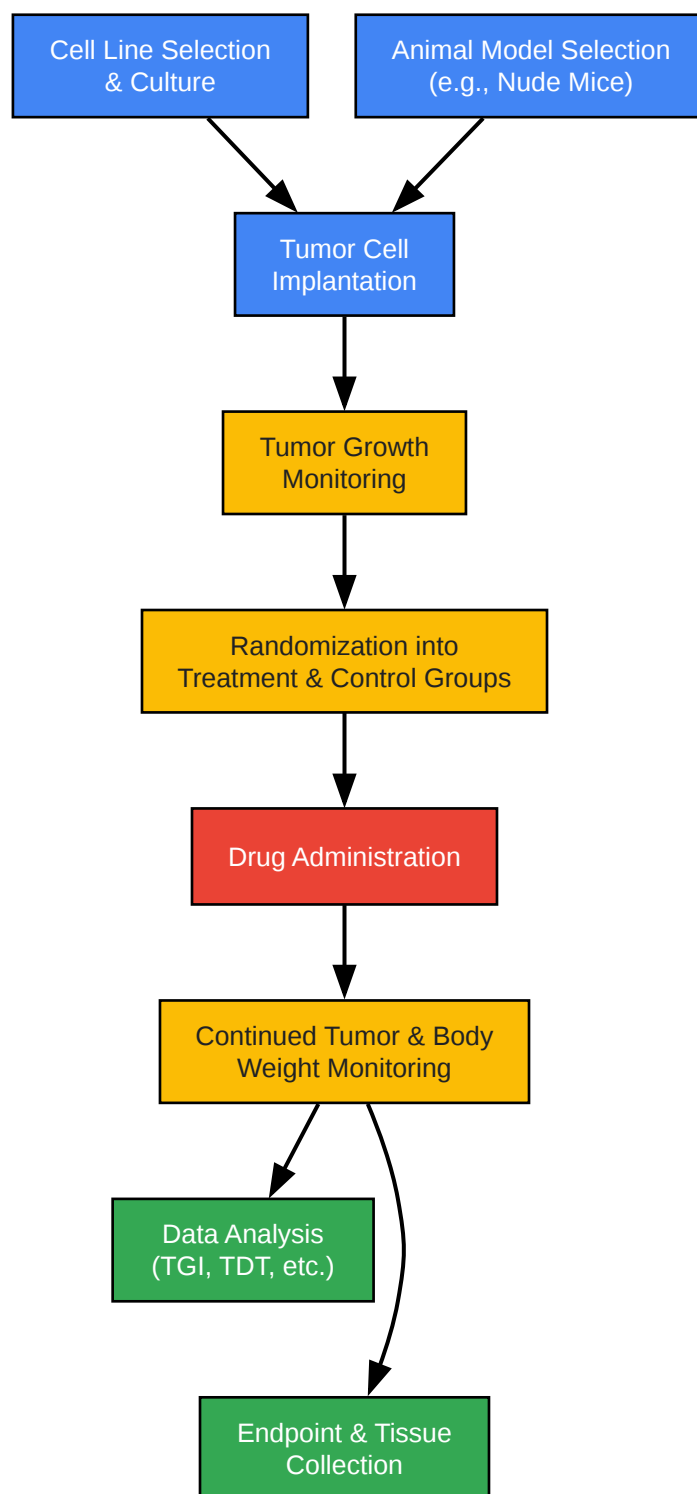 Cell Line Selection
& Culture
Animal Model Selection
(e.g., Nude Mice)
Tumor Cell
Implantation
Tumor Growth
Monitoring
Randomization into
Treatment & Control Groups
Drug Administration
Continued Tumor & Body
Weight Monitoring
Data Analysis
(TGI, TDT, etc.)
Endpoint & Tissue
Collection